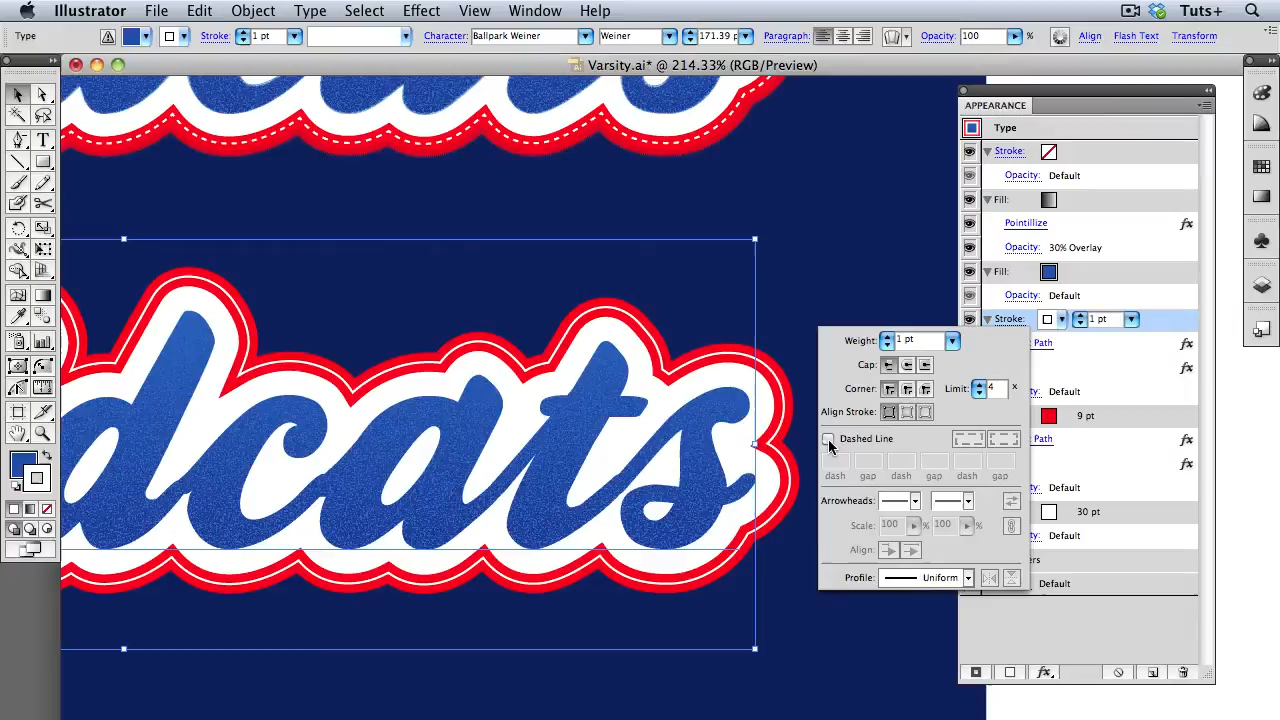 Illustrator File Edit Object Type Select Effect View Window Help Tuts+
Type Stroke: 1 pt Character: Ballpark Weiner Weiner 171.39 p Paragraph: Opacity: 100 Align Flash Text Transform
Varsity.ai* @ 214.33% (RGB/Preview)
APPEARANCE
Type
Stroke:
Opacity: Default
Fill:
Pointillize fx
Opacity: 30% Overlay
Fill:
Opacity: Default
Stroke: 1 pt
Path
fx
Default
9 pt
Path
fx
Default
30 pt
Default
fx
Weight: 1 pt
Cap:
Corner: Limit: 4 x
Align Stroke:
Dashed Line
dash gap dash gap dash gap
Arrowheads:
Scale: 100 % 100 %
Align:
Profile: Uniform
dcats